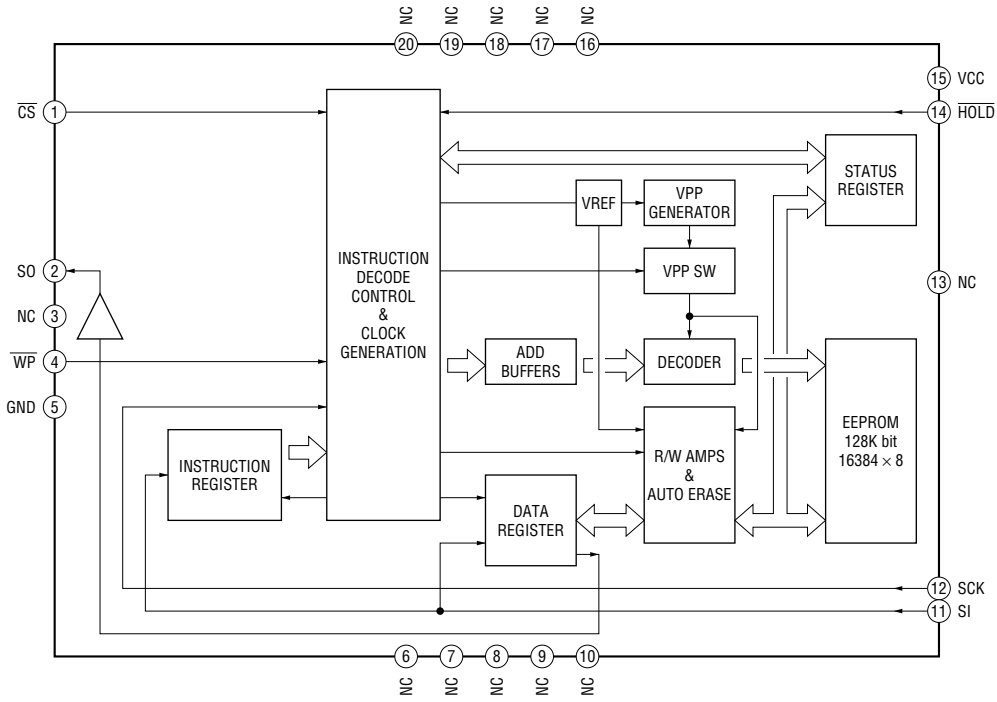 NC NC NC NC NC
20 19 18 17 16
15 VCC
CS 1
14 HOLD
STATUS
REGISTER
VREF
VPP
GENERATOR
INSTRUCTION
DECODE
CONTROL
&
CLOCK
GENERATION
VPP SW
SO 2
13 NC
NC 3
WP 4
ADD
BUFFERS
DECODER
GND 5
EEPROM
128K bit
16384 × 8
R/W AMPS
&
AUTO ERASE
INSTRUCTION
REGISTER
DATA
REGISTER
12 SCK
11 SI
6 7 8 9 10
NC NC NC NC NC